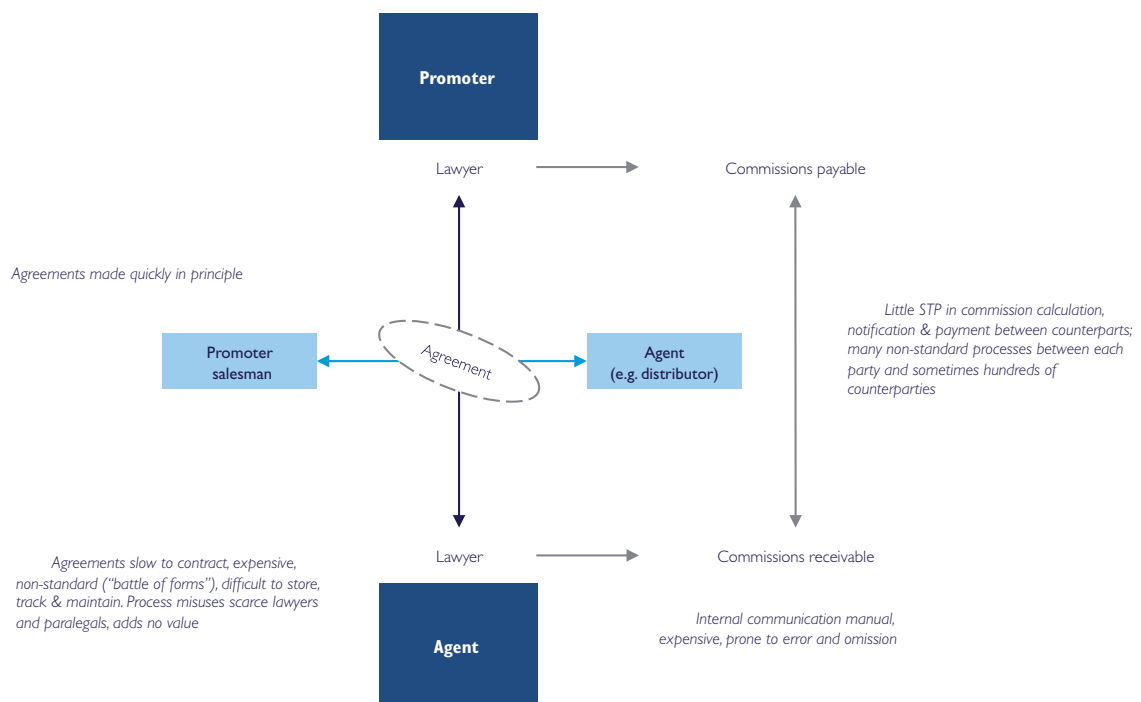 Promoter
Lawyer
Commissions payable
Agreements made quickly in principle
Little STP in commission calculation,
notification & payment between counterparts;
many non-standard processes between each
party and sometimes hundreds of
counterparties
Promoter
salesman
Agreement
Agent
(e.g. distributor)
Lawyer
Commissions receivable
Agreements slow to contract, expensive,
non-standard (“battle of forms”), difficult to store,
track & maintain. Process misuses scarce lawyers
and paralegals, adds no value
Agent
Internal communication manual,
expensive, prone to error and omission